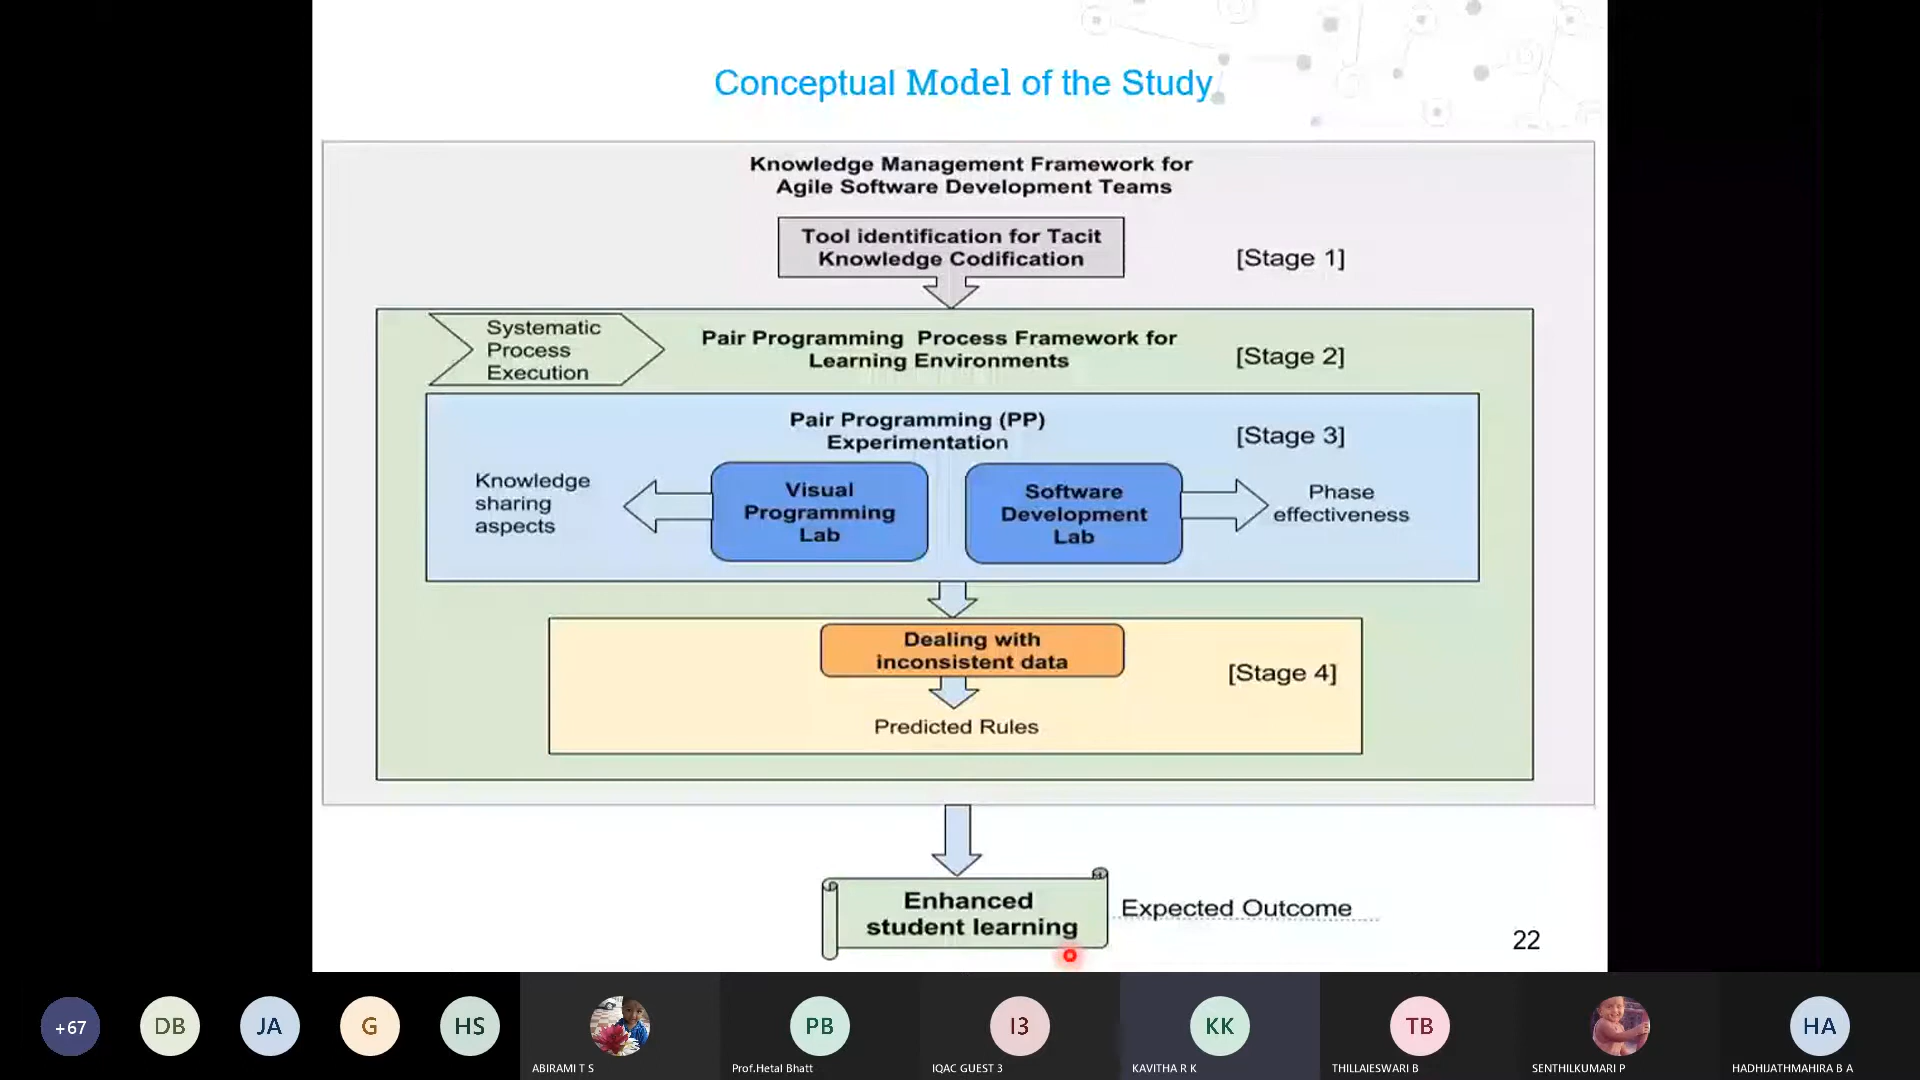 Conceptual Model of the Study
Knowledge Management Framework for
Agile Software Development Teams
Tool identification for Tacit
Knowledge Codification
[Stage 1]
Systematic
Process
Execution
Pair Programming Process Framework for
Learning Environments
[Stage 2]
Pair Programming (PP)
Experimentation
[Stage 3]
Knowledge
sharing
aspects
Visual
Programming
Lab
Software
Development
Lab
Phase
effectiveness
Dealing with
inconsistent data
[Stage 4]
Predicted Rules
Enhanced
student learning
Expected Outcome
22
+67
DB
JA
G
HS
ABIRAMI T S
PB
Prof.Hetal Bhatt
I3
IQAC GUEST 3
KK
KAVITHA R K
TB
THILLAIESWARI B
SENTHILKUMARI P
HA
HADHIJATHMAHIRA B A